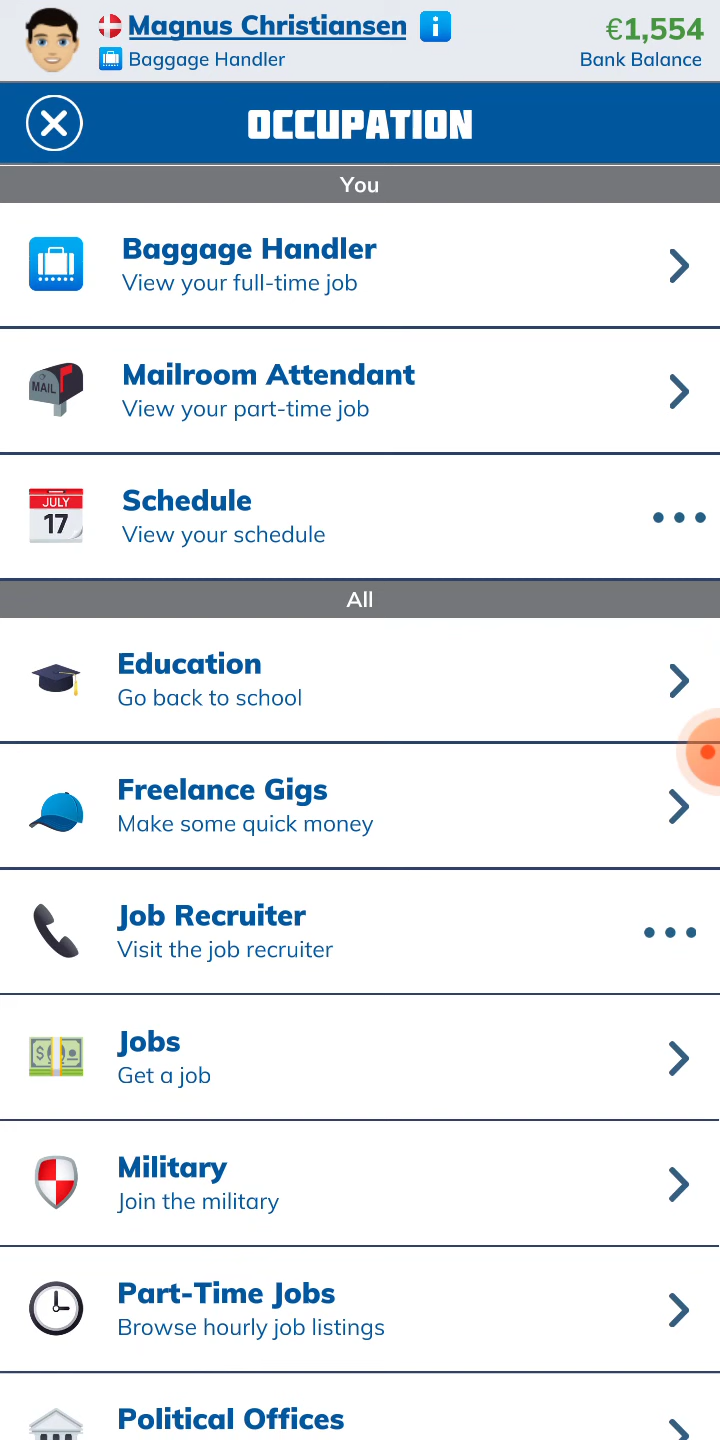 Magnus Christiansen
€1,554
Baggage Handler
Bank Balance
OCCUPATION
You
Baggage Handler
View your full-time job
MAIL
Mailroom Attendant
View your part-time job
JULY
17
Schedule
View your schedule
All
Education
Go back to school
Freelance Gigs
Make some quick money
Job Recruiter
Visit the job recruiter
Jobs
Get a job
Military
Join the military
Part-Time Jobs
Browse hourly job listings
Political Offices